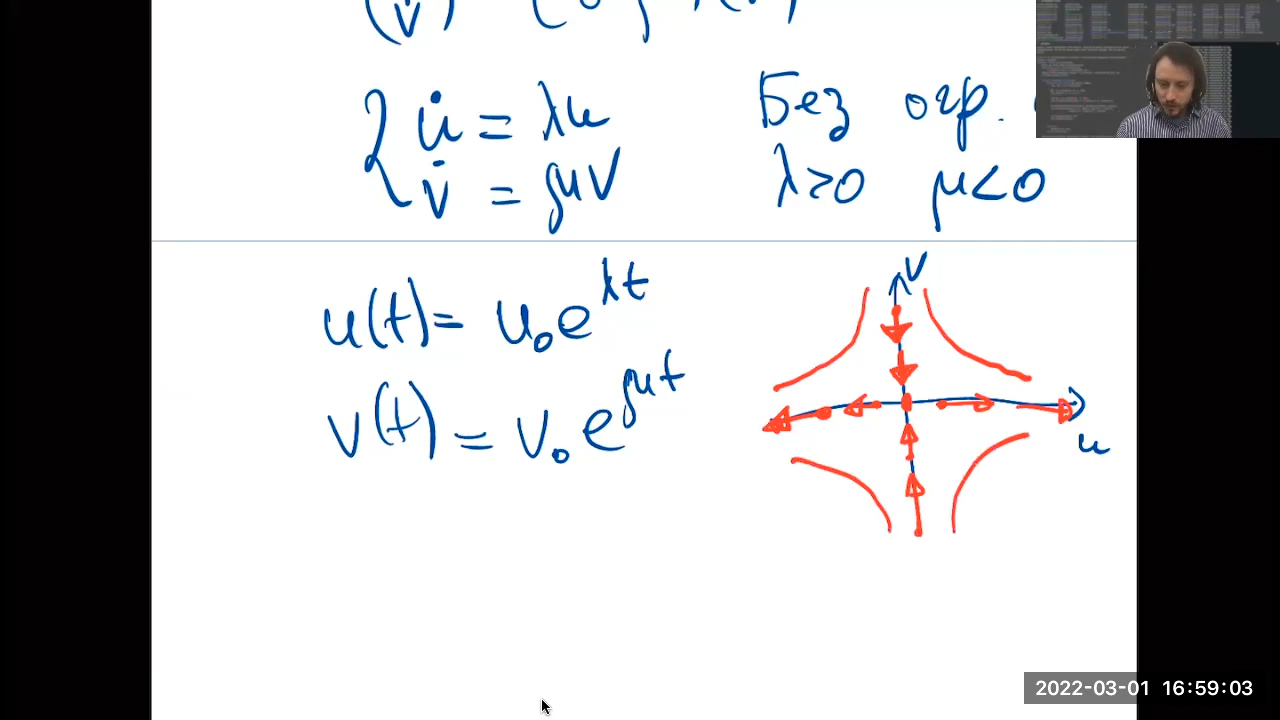 (v̇)
{ u̇ = λu
v̇ = μv
Без огр.
λ>0 μ<0
u(t)= u₀e^{λt}
v(t) = v₀e^{μt}
v
u
2022-03-01 16:59:03